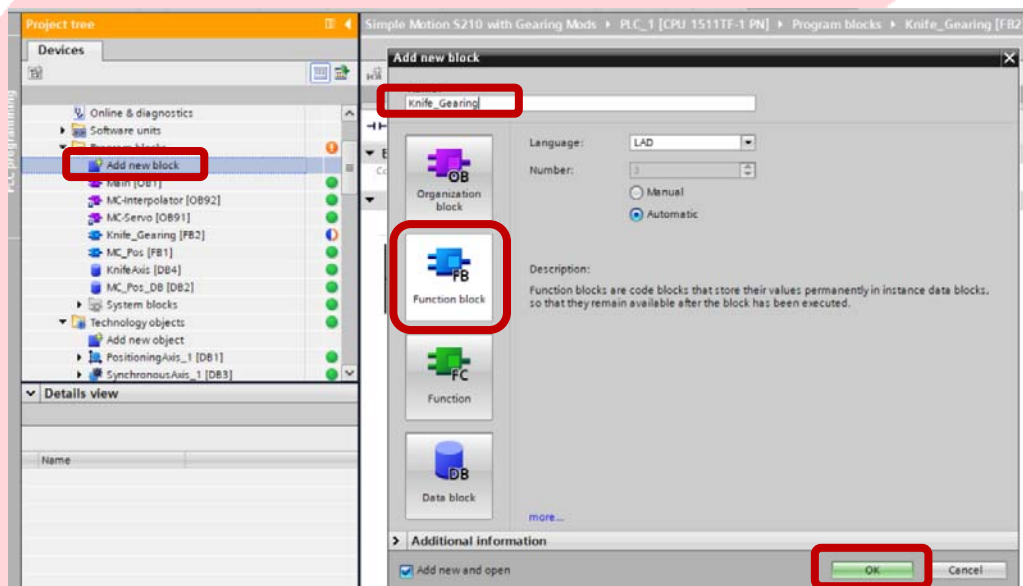 Project tree
Simple Motion S210 with Gearing Mods ▸ PLC_1 [CPU 1511TF-1 PN] ▸ Program blocks ▸ Knife_Gearing [FB2
Devices
Online & diagnostics
Software units
Program blocks
Add new block
Main [OB1]
MC-Interpolator [OB92]
MC-Servo [OB91]
Knife_Gearing [FB2]
MC_Pos [FB1]
KnifeAxis [DB4]
MC_Pos_DB [DB2]
System blocks
Technology objects
Add new object
PositioningAxis_1 [DB1]
SynchronousAxis_1 [DB3]
Details view
Name
PLC programming
Add new block
Name:
Knife_Gearing
OB
Organization
block
FB
Function block
FC
Function
DB
Data block
Language:
LAD
Number:
3
Manual
Automatic
Description:
Function blocks are code blocks that store their values permanently in instance data blocks,
so that they remain available after the block has been executed.
more...
Additional information
Add new and open
OK
Cancel